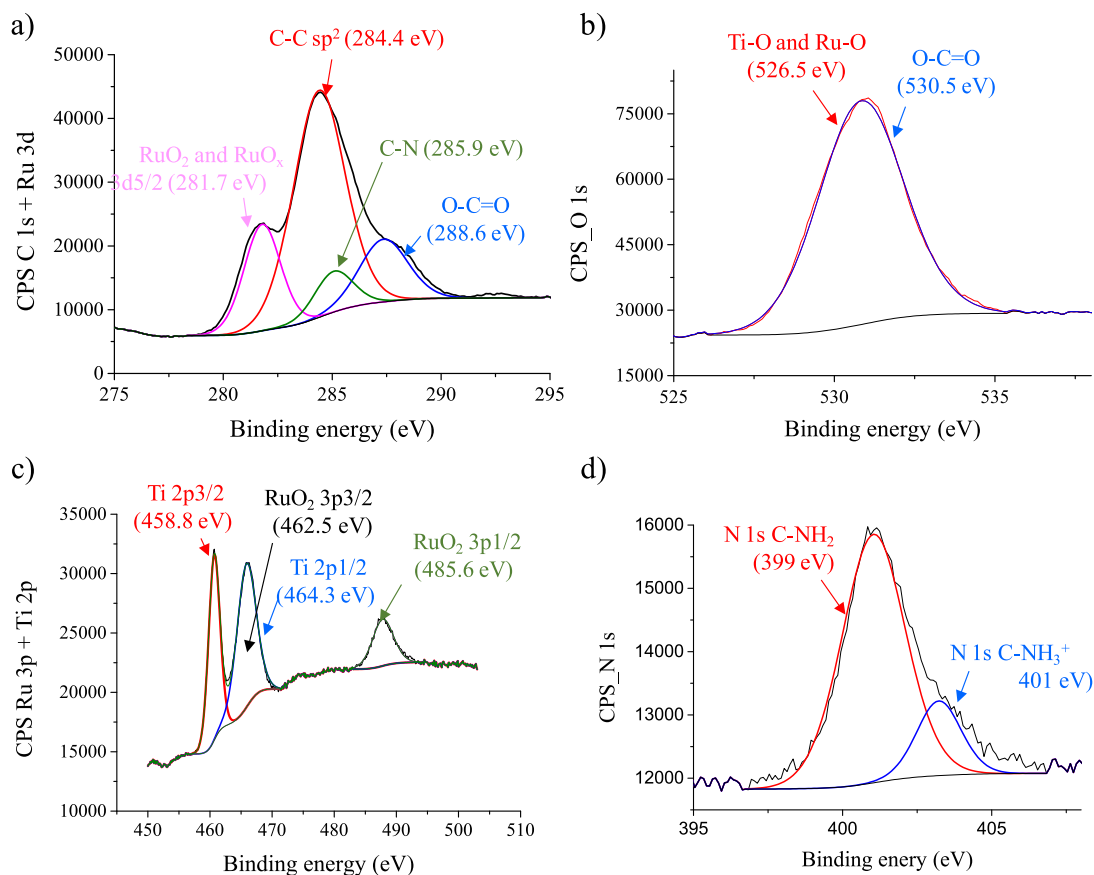 a)
C-C sp² (284.4 eV)
RuO₂ and RuOₓ
3d5/2 (281.7 eV)
C-N (285.9 eV)
O-C=O
(288.6 eV)
CPS C 1s + Ru 3d
50000
40000
30000
20000
10000
0
275
280
285
290
295
Binding energy (eV)
b)
Ti-O and Ru-O
(526.5 eV)
O-C=O
(530.5 eV)
CPS_O 1s
75000
60000
45000
30000
15000
525
530
535
Binding energy (eV)
c)
Ti 2p3/2
(458.8 eV)
RuO₂ 3p3/2
(462.5 eV)
Ti 2p1/2
(464.3 eV)
RuO₂ 3p1/2
(485.6 eV)
CPS Ru 3p + Ti 2p
35000
30000
25000
20000
15000
10000
450
460
470
480
490
500
510
Binding energy (eV)
d)
N 1s C-NH₂
(399 eV)
N 1s C-NH₃⁺
401 eV)
CPS_N 1s
16000
15000
14000
13000
12000
395
400
405
Binding enery (eV)